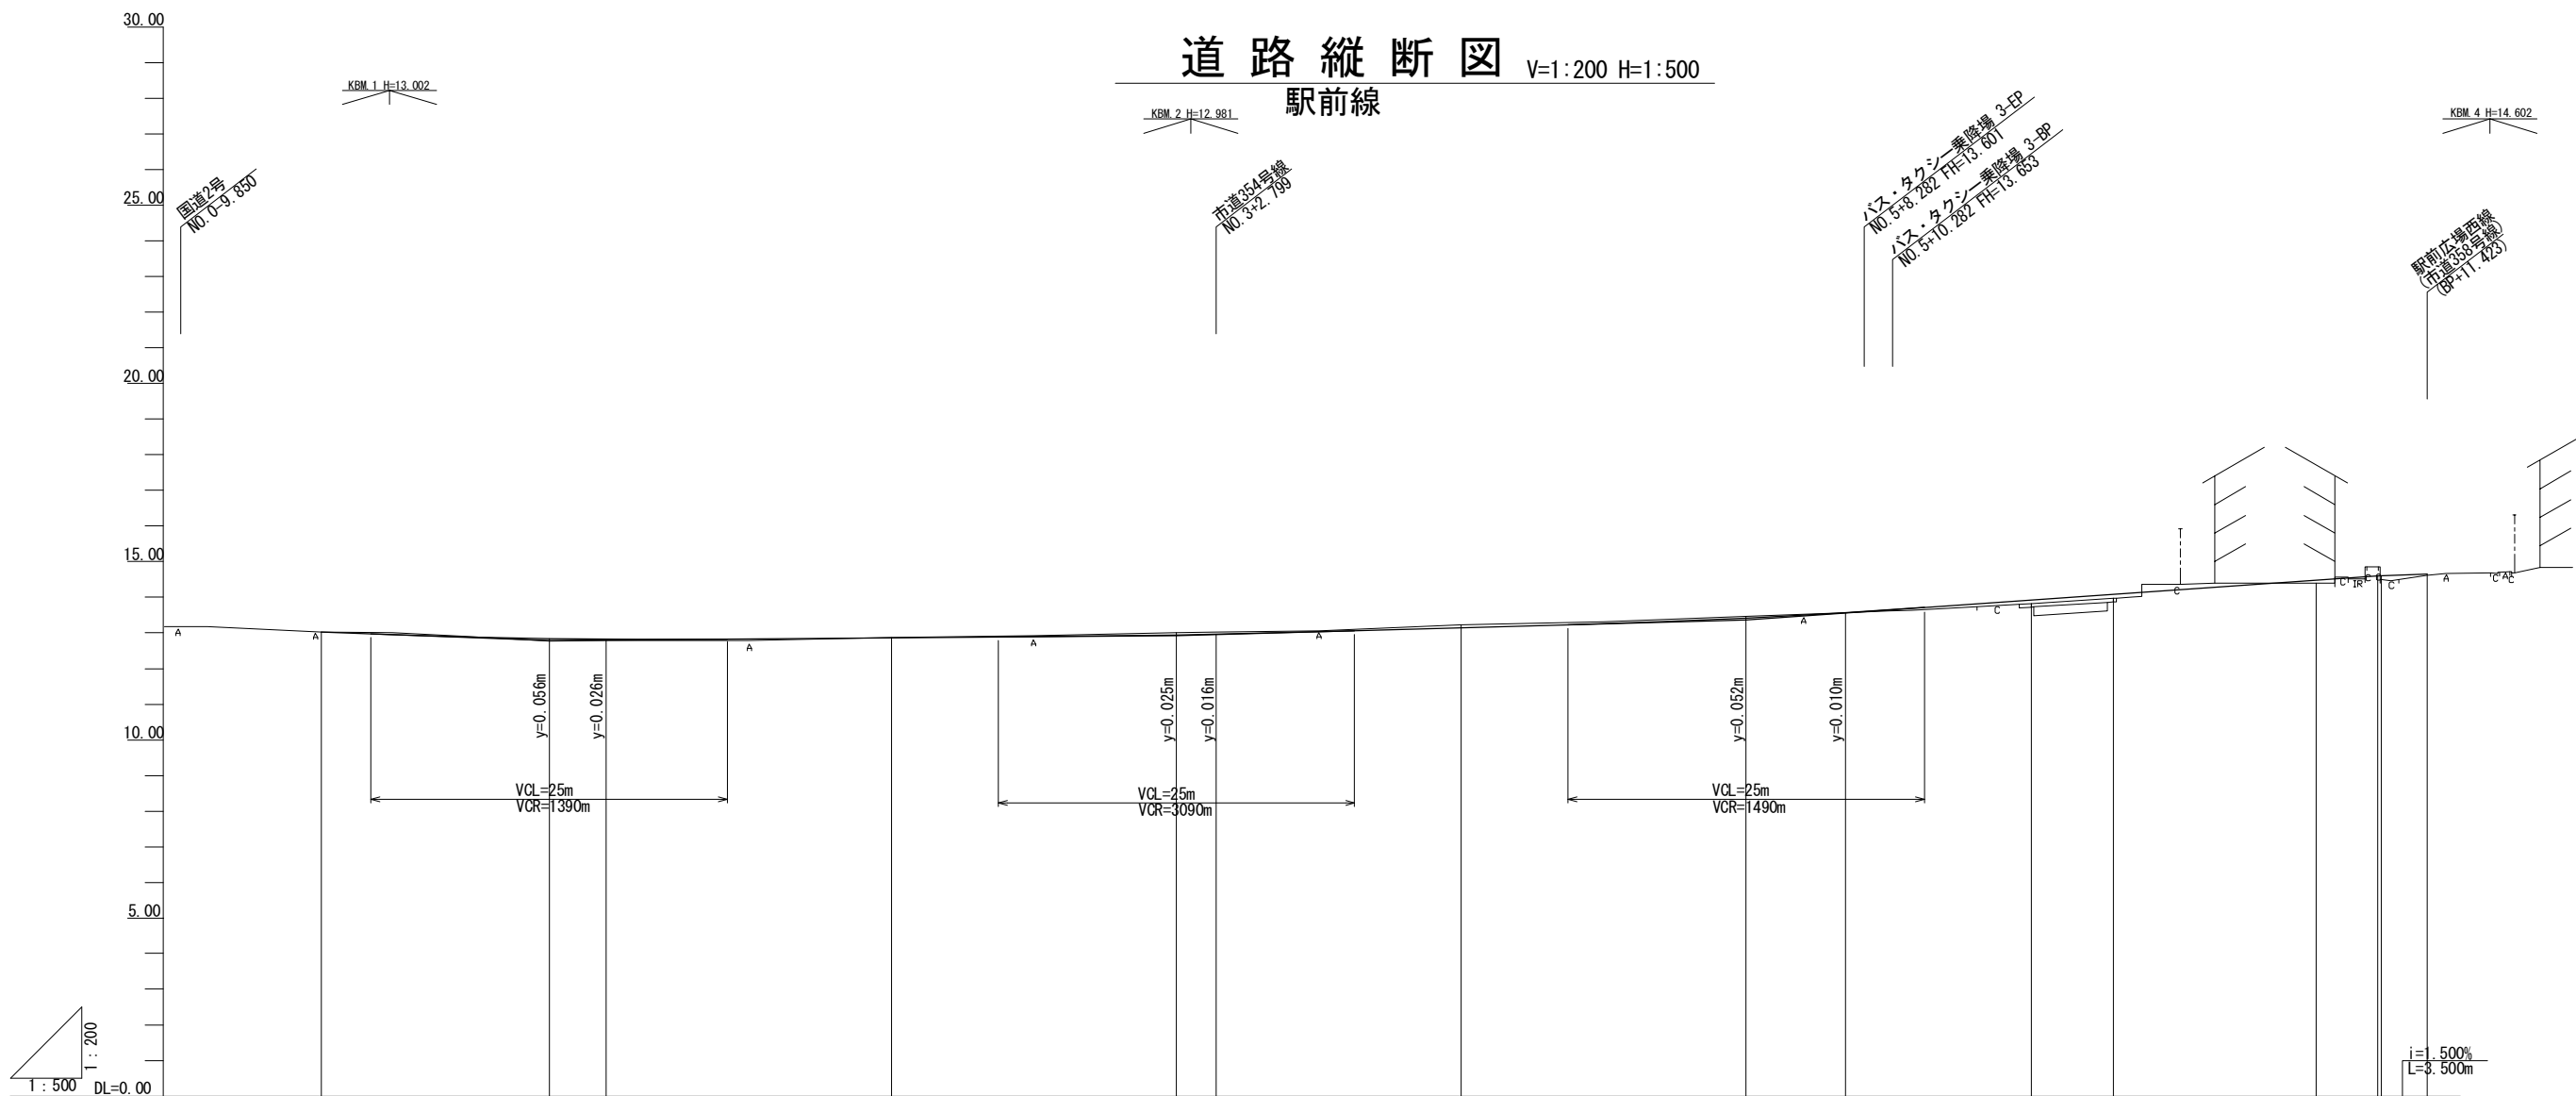 道路縦断図 V=1:200 H=1:500
駅前線
KBM.1 H=13.002
KBM.2 H=12.981
KBM.4 H=14.602
国道2号
NO.0-9.850
市道354号線
NO.3+2.799
バス・タクシー乗降場 3-EP
NO.5+8.282 FH=13.601
バス・タクシー乗降場 3-BP
NO.5+10.282 FH=13.653
駅前広場西線
(市道358号線)
(BP+11.423)
30.00
25.00
20.00
15.00
10.00
5.00
DL=0.00
A
A
A
A
A
A
C
C
C
IR
C
C
C
A
C
A
C
y=0.056m
y=0.026m
y=0.025m
y=0.016m
y=0.052m
y=0.010m
VCL=25m
VCR=1390m
VCL=25m
VCR=3090m
VCL=25m
VCR=1490m
1:200
1:500
i=1.500%
L=3.500m